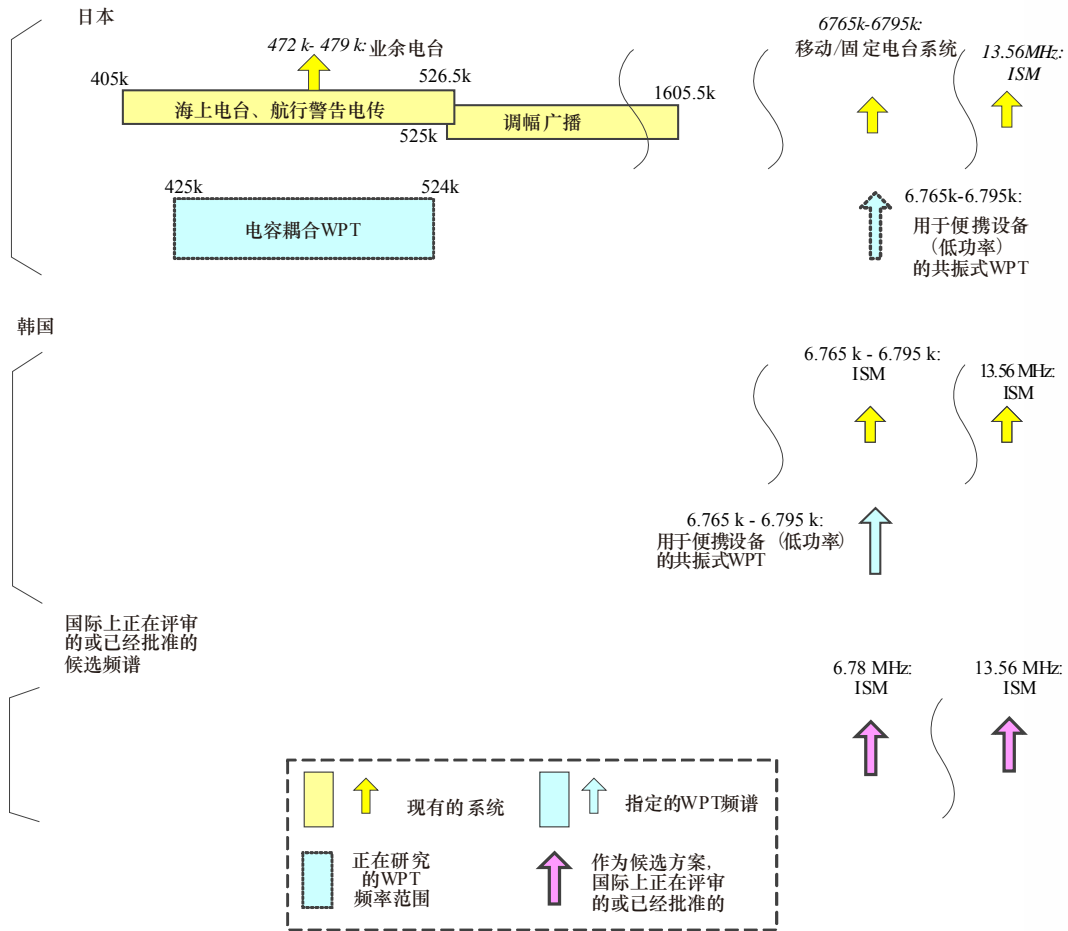 日本
472 k- 479 k: 业余电台
6765k-6795k:
移动/固定电台系统
13.56MHz:
ISM
405k
526.5k
1605.5k
海上电台、航行警告电传
525k
调幅广播
425k
524k
电容耦合WPT
6.765k-6.795k:
用于便携设备
（低功率）
的共振式WPT
韩国
6.765 k - 6.795 k:
ISM
13.56 MHz:
ISM
6.765 k - 6.795 k:
用于便携设备（低功率）
的共振式WPT
国际上正在评审
的或已经批准的
候选频谱
6.78 MHz:
ISM
13.56 MHz:
ISM
现有的系统
指定的WPT频谱
正在研究
的WPT
频率范围
作为候选方案,
国际上正在评审
的或已经批准的